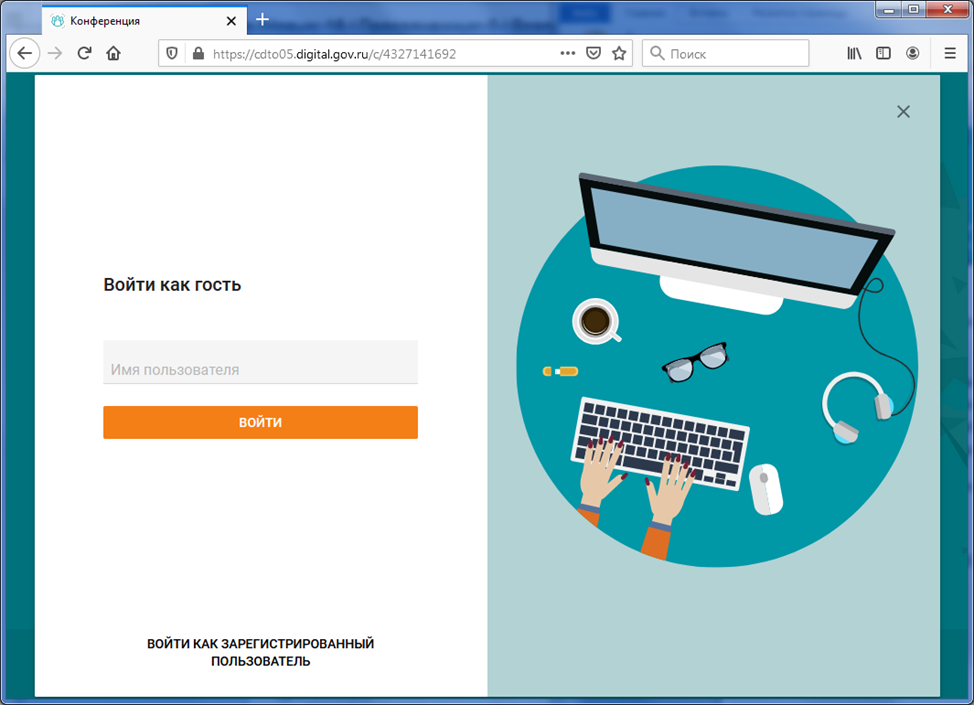 Конференция
https://cdto05.digital.gov.ru/c/4327141692
Поиск
Войти как гость
Имя пользователя
ВОЙТИ
ВОЙТИ КАК ЗАРЕГИСТРИРОВАННЫЙ
ПОЛЬЗОВАТЕЛЬ